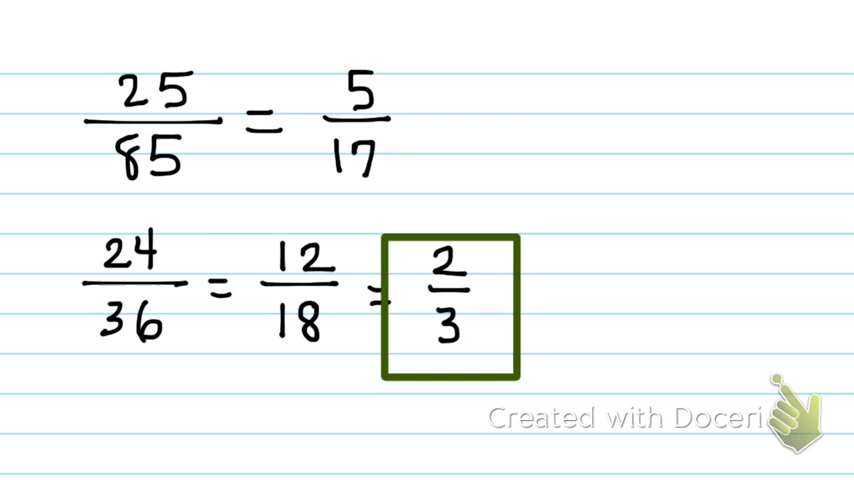 25/85 = 5/17
24/36 = 12/18 = 2/3
Created with Doceri